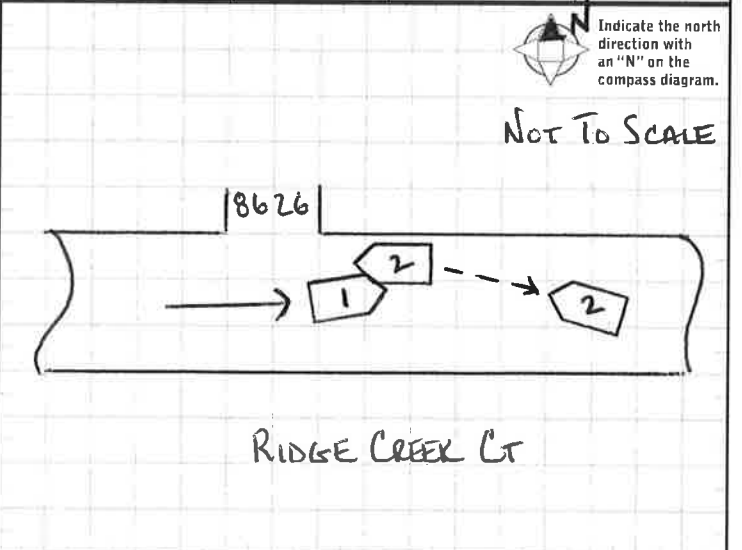 N
Indicate the north
direction with
an "N" on the
compass diagram.
NOT TO SCALE
8626
2
1
2
RIDGE CREEK CT